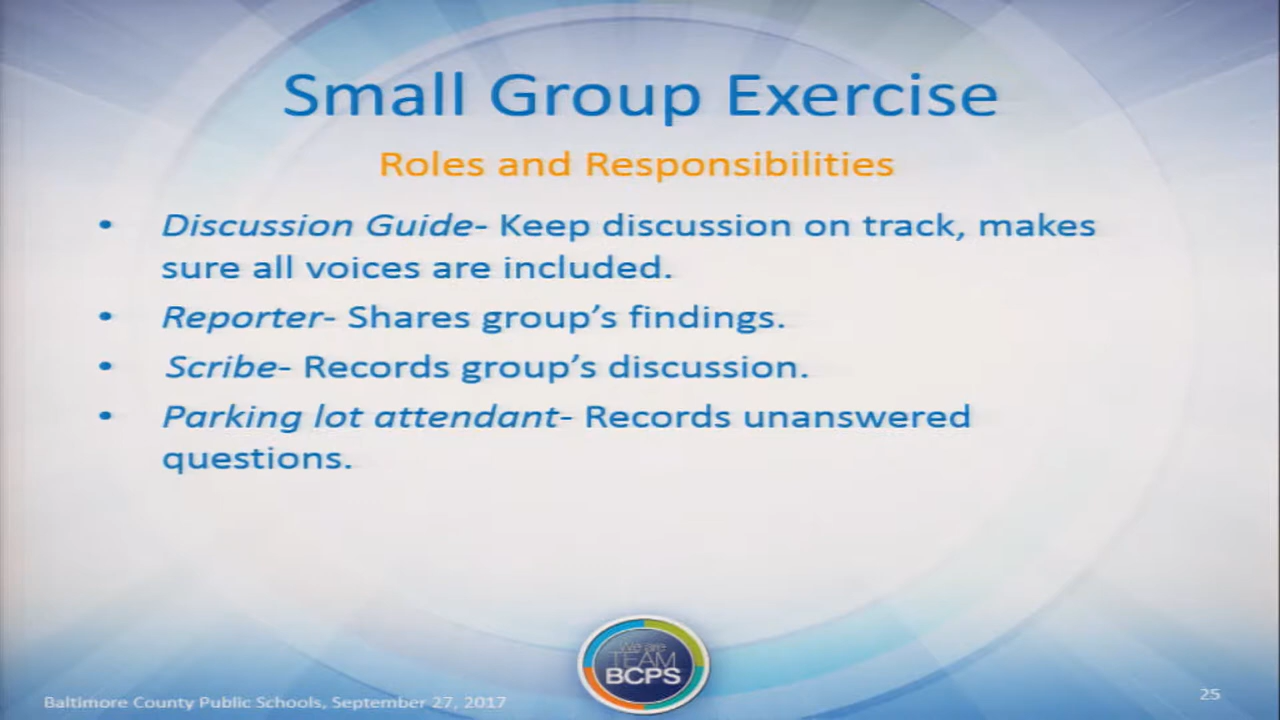 Small Group Exercise
Roles and Responsibilities
• Discussion Guide- Keep discussion on track, makes
sure all voices are included.
• Reporter- Shares group's findings.
• Scribe- Records group's discussion.
• Parking lot attendant- Records unanswered
questions.
We are
TEAM
BCPS
Baltimore County Public Schools, September 27, 2017
25